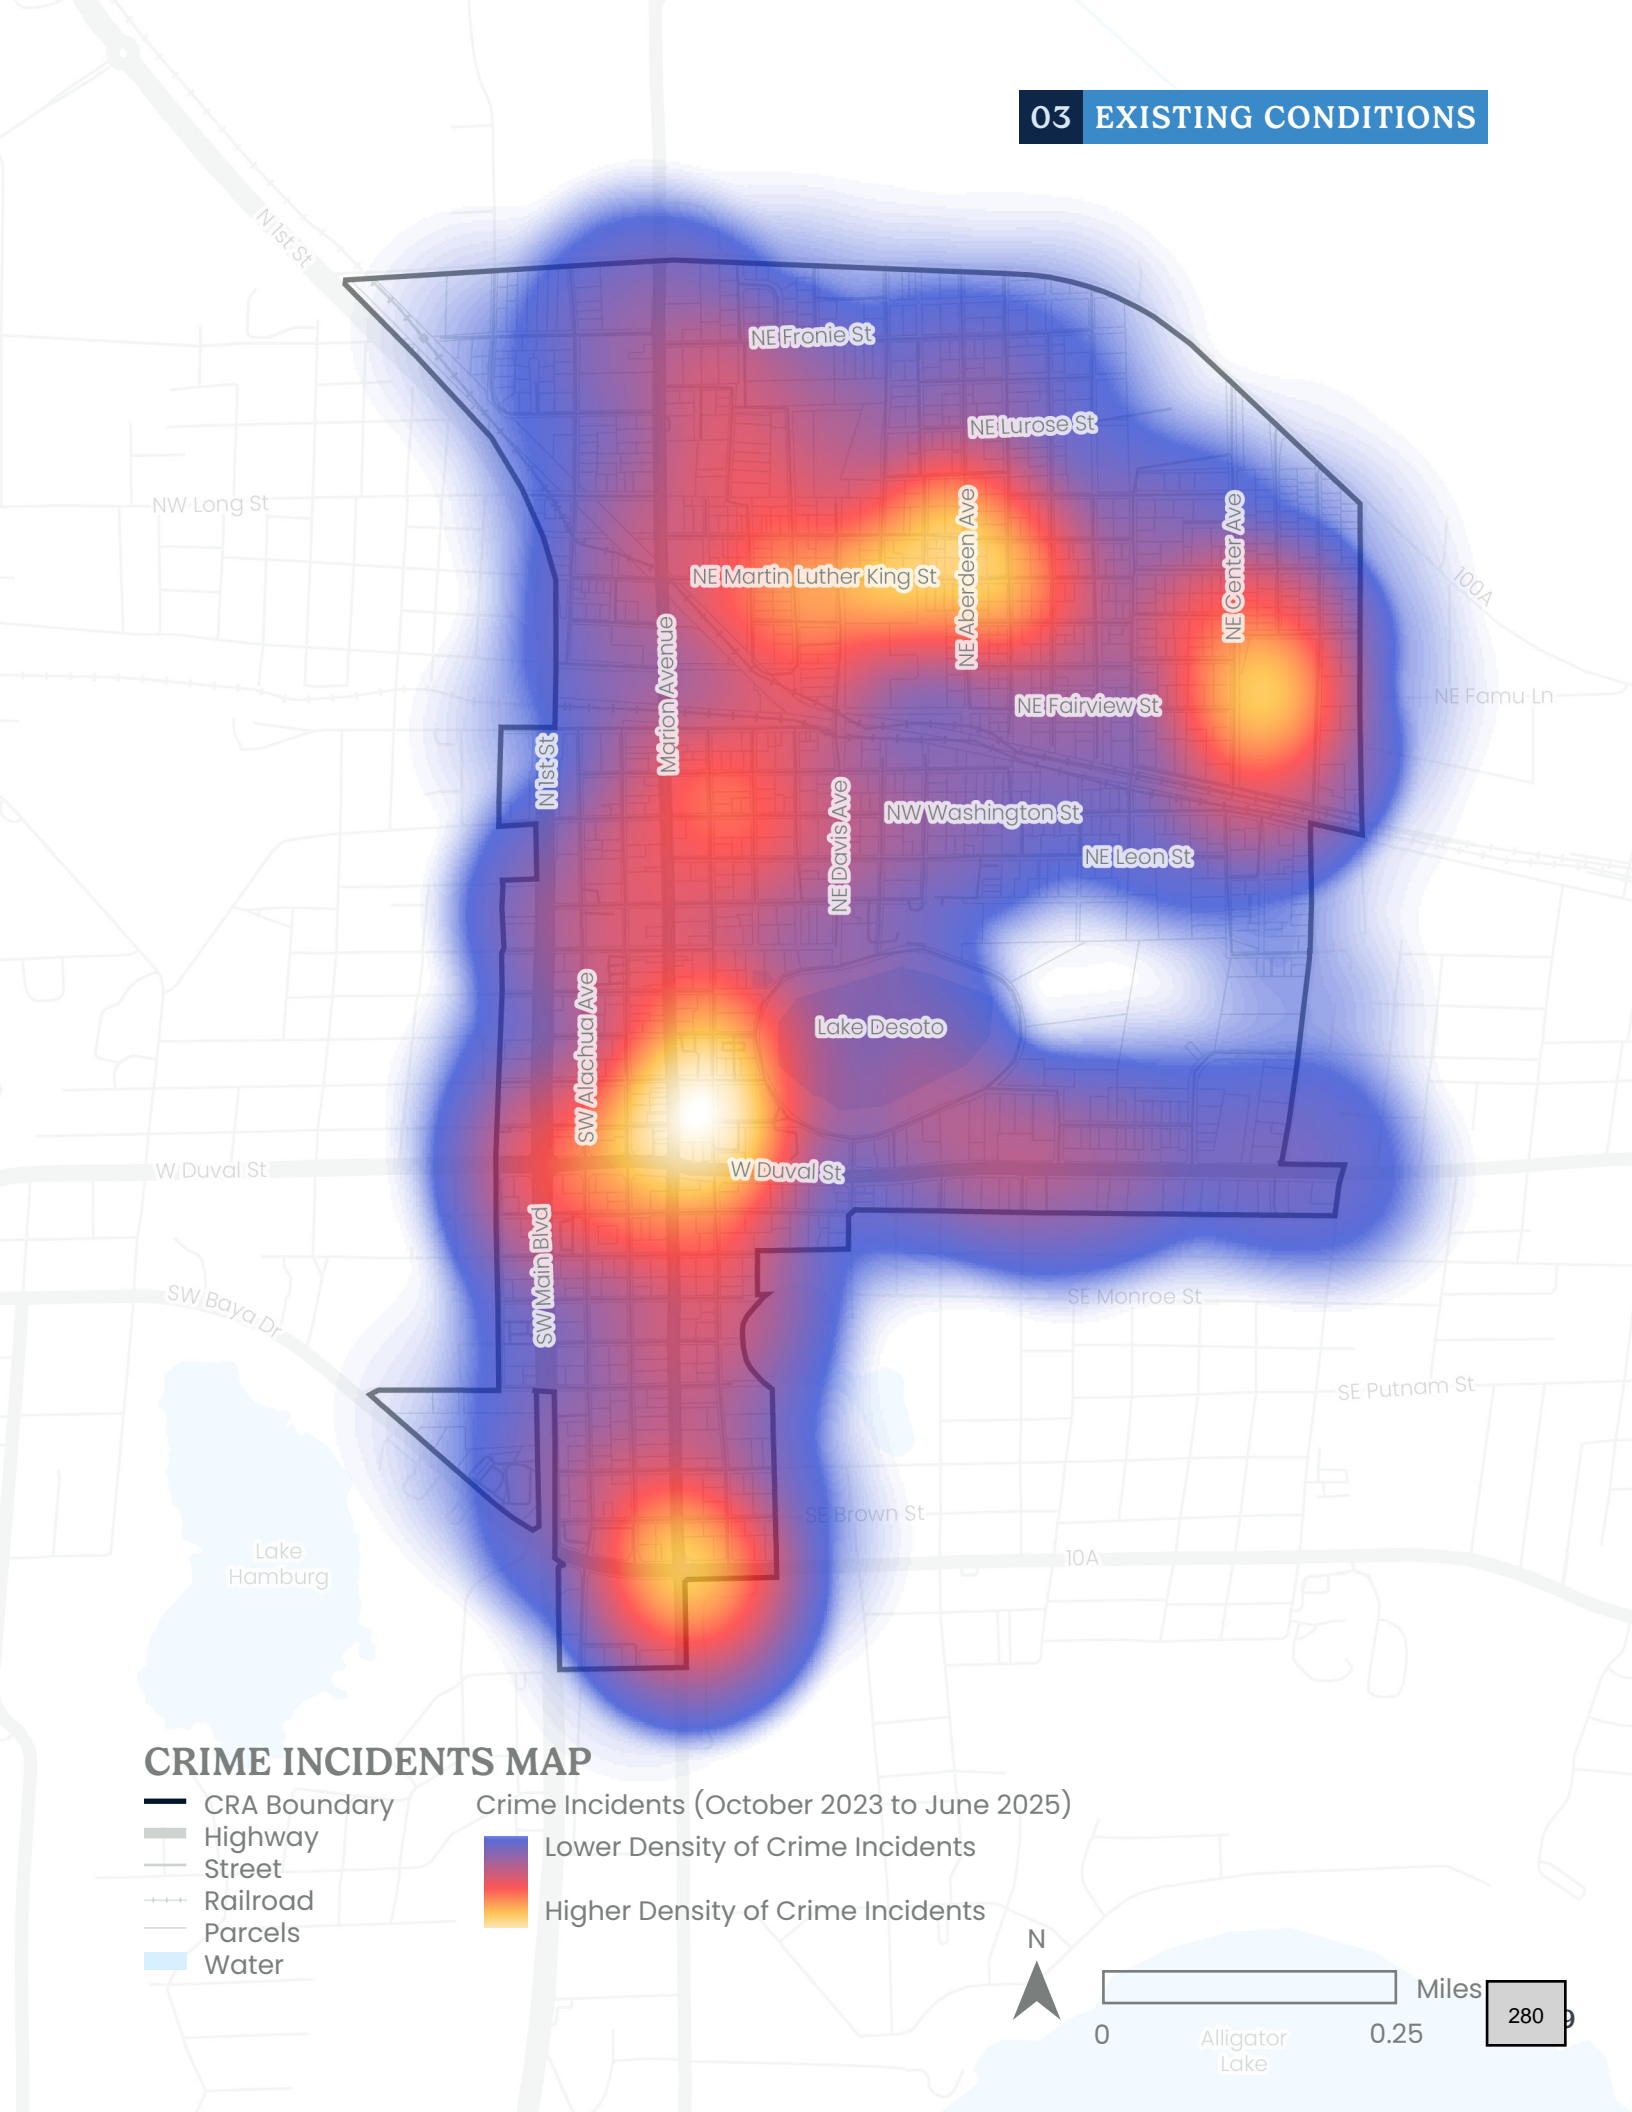 03 EXISTING CONDITIONS
N 1st St
NE Fronie St
NE Lurose St
NW Long St
NE Center Ave
NE Aberdeen Ave
NE Martin Luther King St
100A
Marion Avenue
NE Famu Ln
NE Fairview St
N 1st St
NE Davis Ave
NW Washington St
NE Leon St
SW Alachua Ave
Lake Desoto
W Duval St
W Duval St
SW Main Blvd
SW Baya Dr
SE Monroe St
SE Putnam St
SE Brown St
10A
Lake
Hamburg
CRIME INCIDENTS MAP
CRA Boundary
Highway
Street
Railroad
Parcels
Water
Crime Incidents (October 2023 to June 2025)
Lower Density of Crime Incidents
Higher Density of Crime Incidents
N
Miles
0 0.25
Alligator
Lake
280